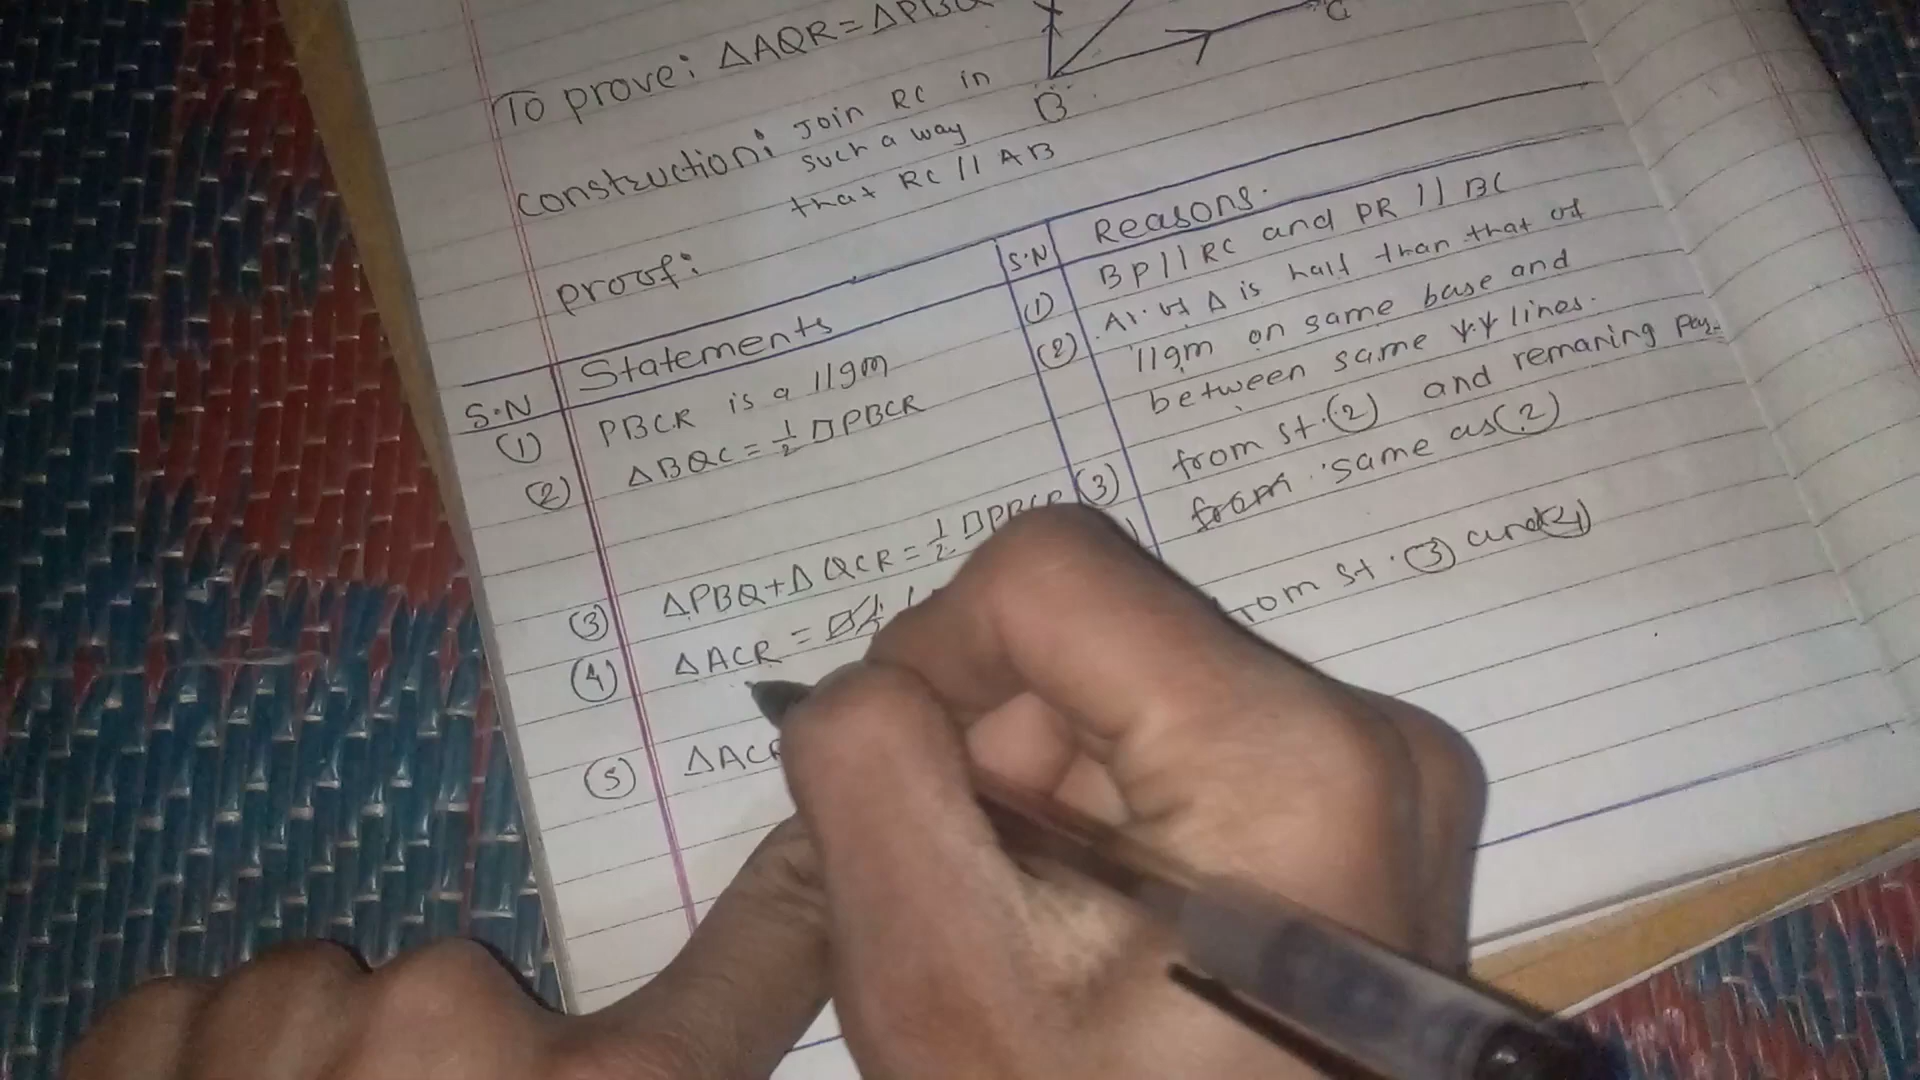 To prove: ΔAQR = ΔPBQ
C
B
construction: Join RC in
such a way
that RC // AB
proof:
S.N Statements
(1) PBCR is a //gm
(2) ΔBQC = 1/2 ▱PBCR
(3) ΔPBQ + ΔQCR = 1/2 ▱PBCR
(4) ΔACR =
(5) ΔACR
S.N Reasons.
(1) BP // RC and PR // BC
(2) Ar. of Δ is half than that of
//gm on same base and
between same lines.
(3) from st. (2) and remaning
same as (2)
st. (3) and (4)